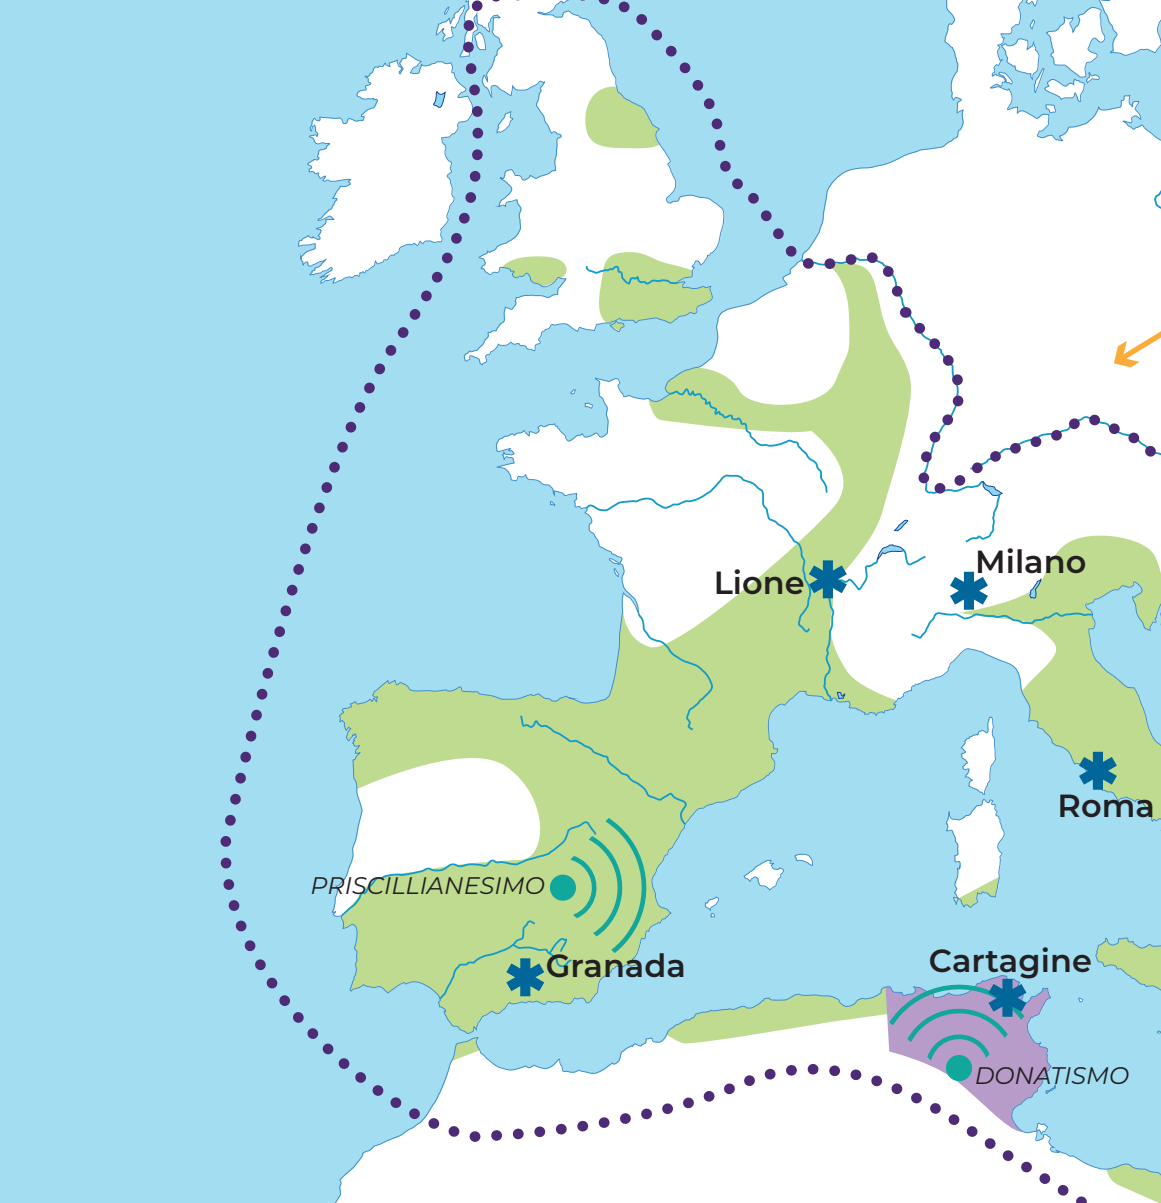 Milano
Lione
Roma
PRISCILLIANESIMO
Granada
Cartagine
DONATISMO